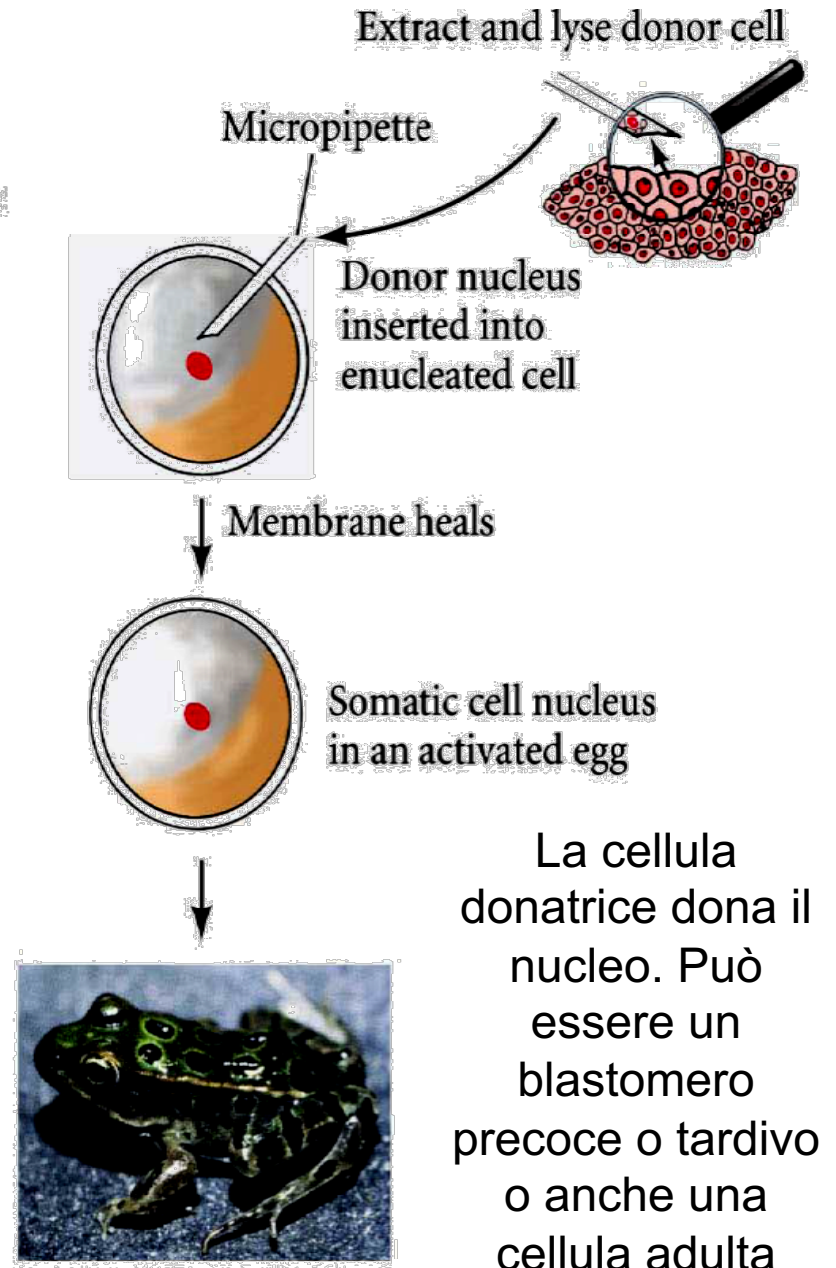 Extract and lyse donor cell
Micropipette
Donor nucleus
inserted into
enucleated cell
Membrane heals
Somatic cell nucleus
in an activated egg
La cellula
donatrice dona il
nucleo. Può
essere un
blastomero
precoce o tardivo
o anche una
cellula adulta